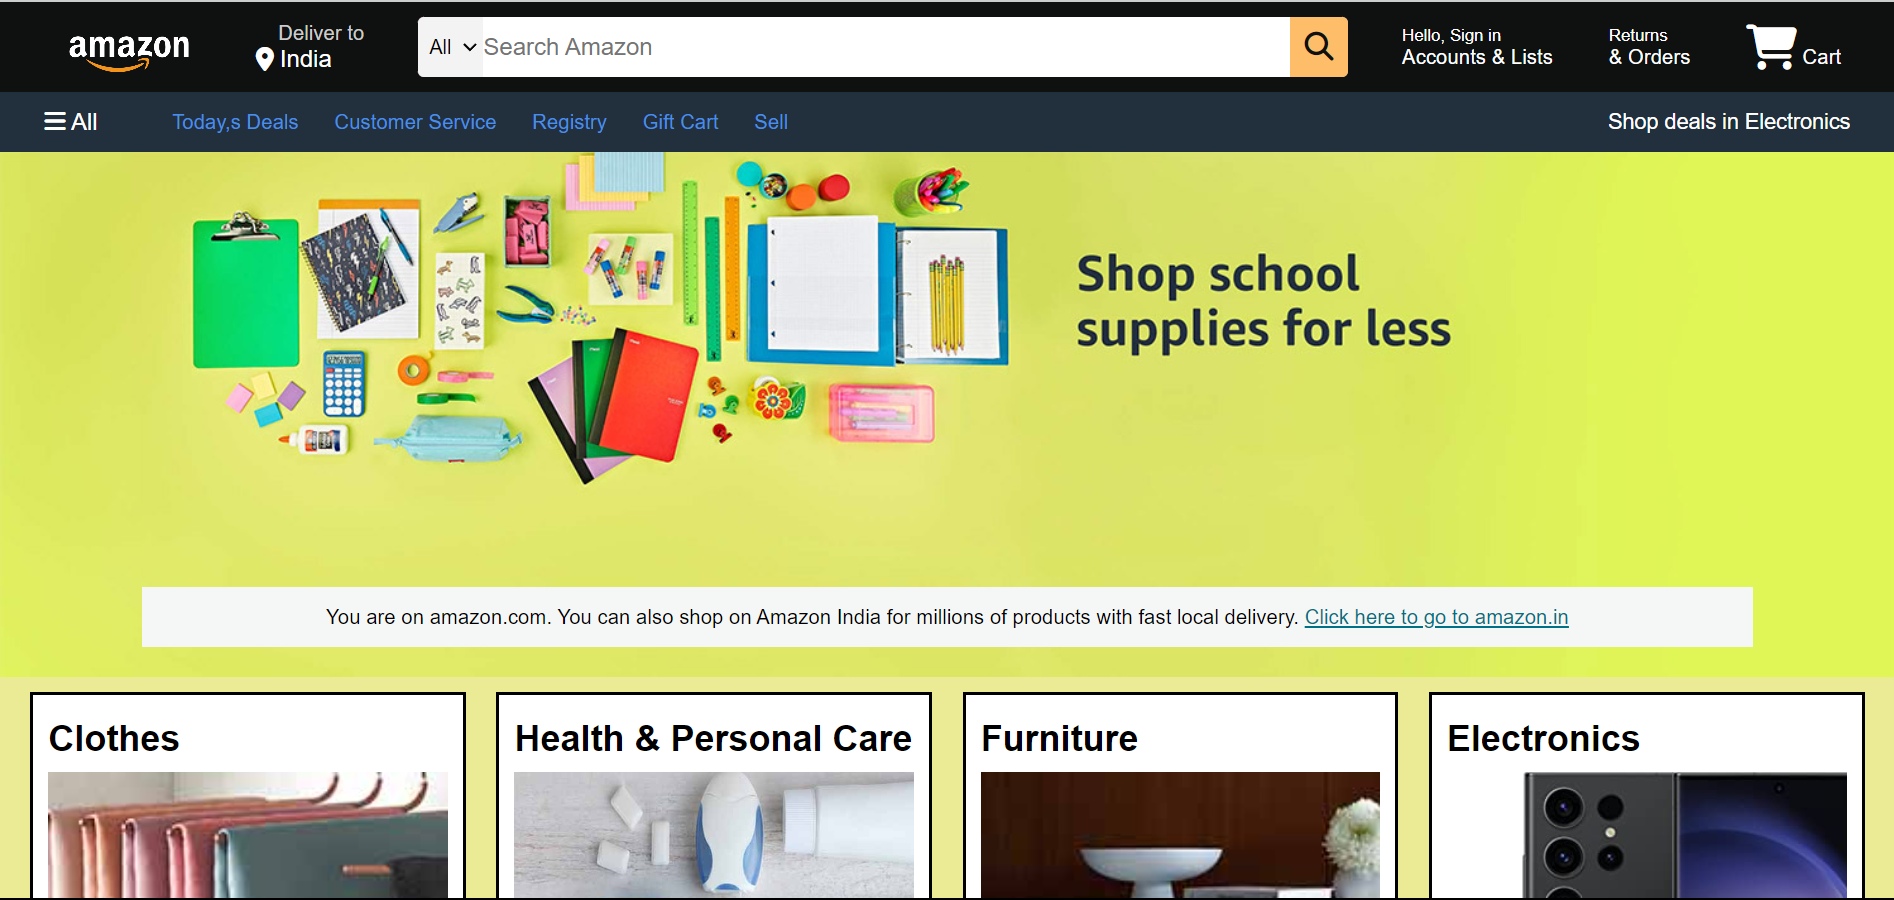 amazon
Deliver to
India
All
Search Amazon
Hello, Sign in
Accounts & Lists
Returns
& Orders
Cart
All
Today,s Deals
Customer Service
Registry
Gift Cart
Sell
Shop deals in Electronics
Shop school
supplies for less
You are on amazon.com. You can also shop on Amazon India for millions of products with fast local delivery. Click here to go to amazon.in
Clothes
Health & Personal Care
Furniture
Electronics